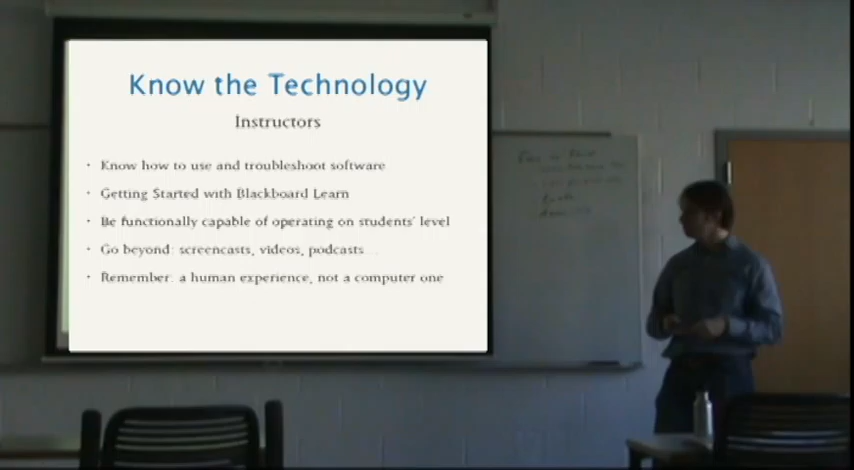 Know the Technology
Instructors
• Know how to use and troubleshoot software
• Getting Started with Blackboard Learn
• Be functionally capable of operating on students' level
• Go beyond: screencasts, videos, podcasts...
• Remember: a human experience, not a computer one